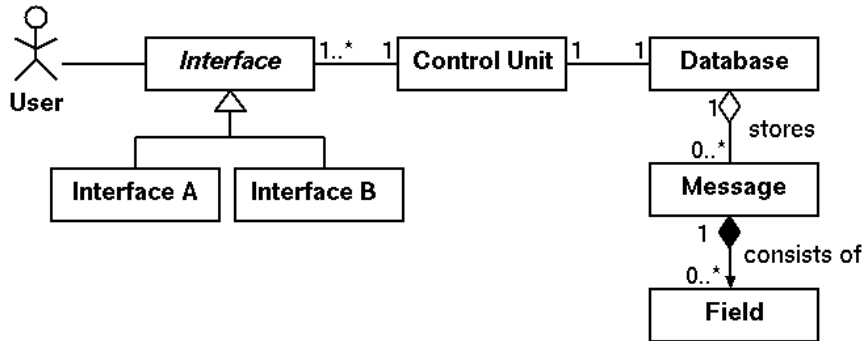 User
Interface
1..*
1
Control Unit
1
1
Database
Interface A
Interface B
1
stores
0..*
Message
1
consists of
0..*
Field